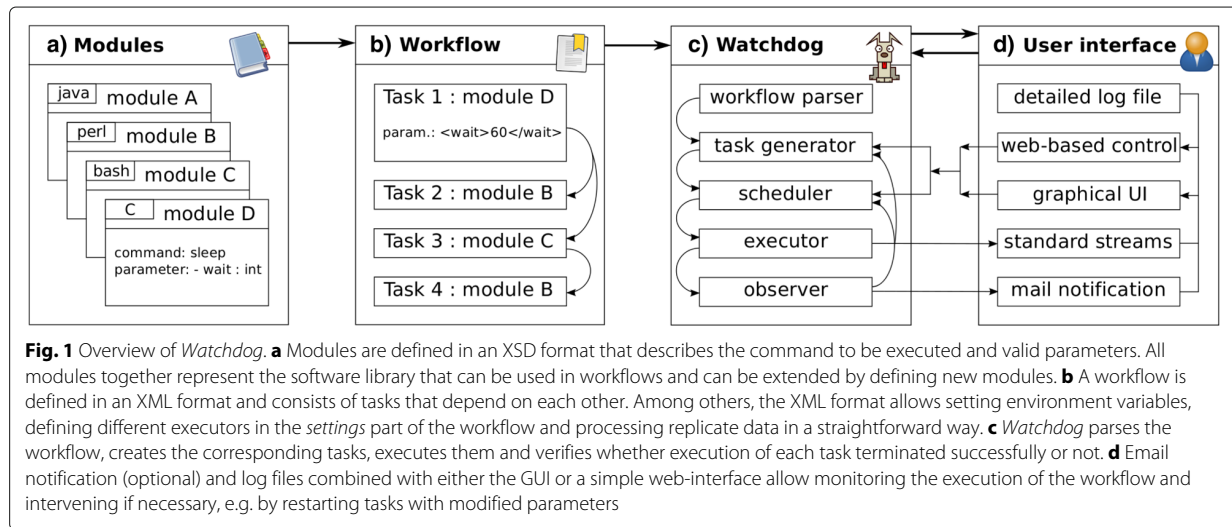 a) Modules
java
module A
perl
module B
bash
module C
C
module D
command: sleep
parameter: - wait : int
b) Workflow
Task 1 : module D
param.: <wait>60</wait>
Task 2 : module B
Task 3 : module C
Task 4 : module B
c) Watchdog
workflow parser
task generator
scheduler
executor
observer
d) User interface
detailed log file
web-based control
graphical UI
standard streams
mail notification
Fig. 1 Overview of Watchdog. a Modules are defined in an XSD format that describes the command to be executed and valid parameters. All
modules together represent the software library that can be used in workflows and can be extended by defining new modules. b A workflow is
defined in an XML format and consists of tasks that depend on each other. Among others, the XML format allows setting environment variables,
defining different executors in the settings part of the workflow and processing replicate data in a straightforward way. c Watchdog parses the
workflow, creates the corresponding tasks, executes them and verifies whether execution of each task terminated successfully or not. d Email
notification (optional) and log files combined with either the GUI or a simple web-interface allow monitoring the execution of the workflow and
intervening if necessary, e.g. by restarting tasks with modified parameters